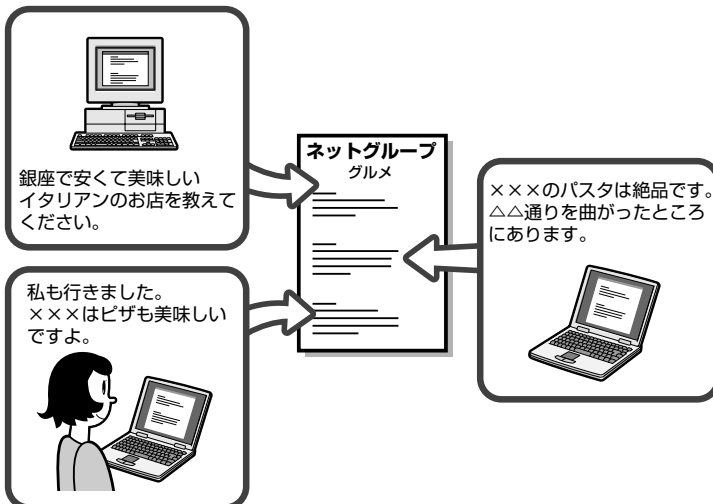 銀座で安くて美味しい
イタリアンのお店を教えて
ください。
ネットグループ
グルメ
×××のパスタは絶品です。
△△通りを曲がったところ
にあります。
私も行きました。
×××はピザも美味しい
ですよ。